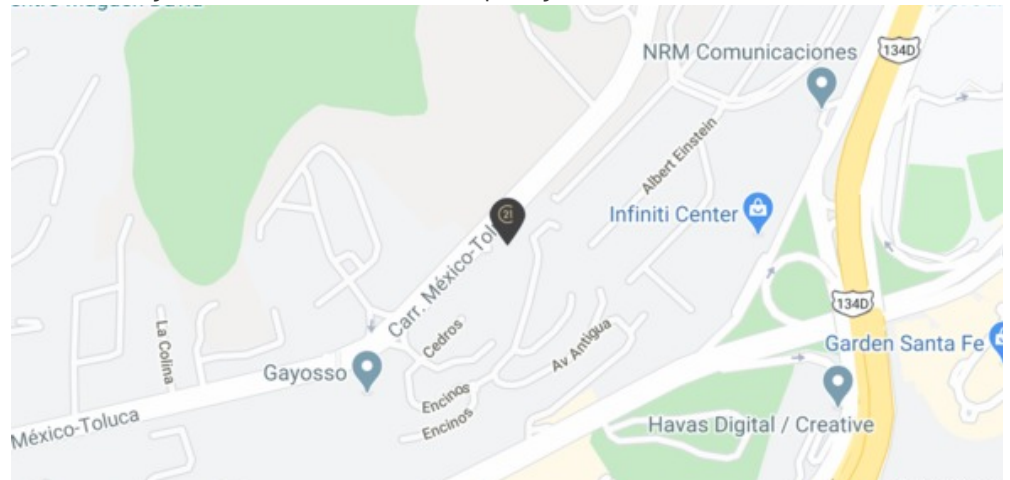 NRM Comunicaciones
134D
Albert Einstein
Infiniti Center
21
Carr. México-Tol
134D
La Colina
Cedros
Av Antigua
Garden Santa Fe
Gayosso
Encinos
Encinos
México-Toluca
Havas Digital / Creative